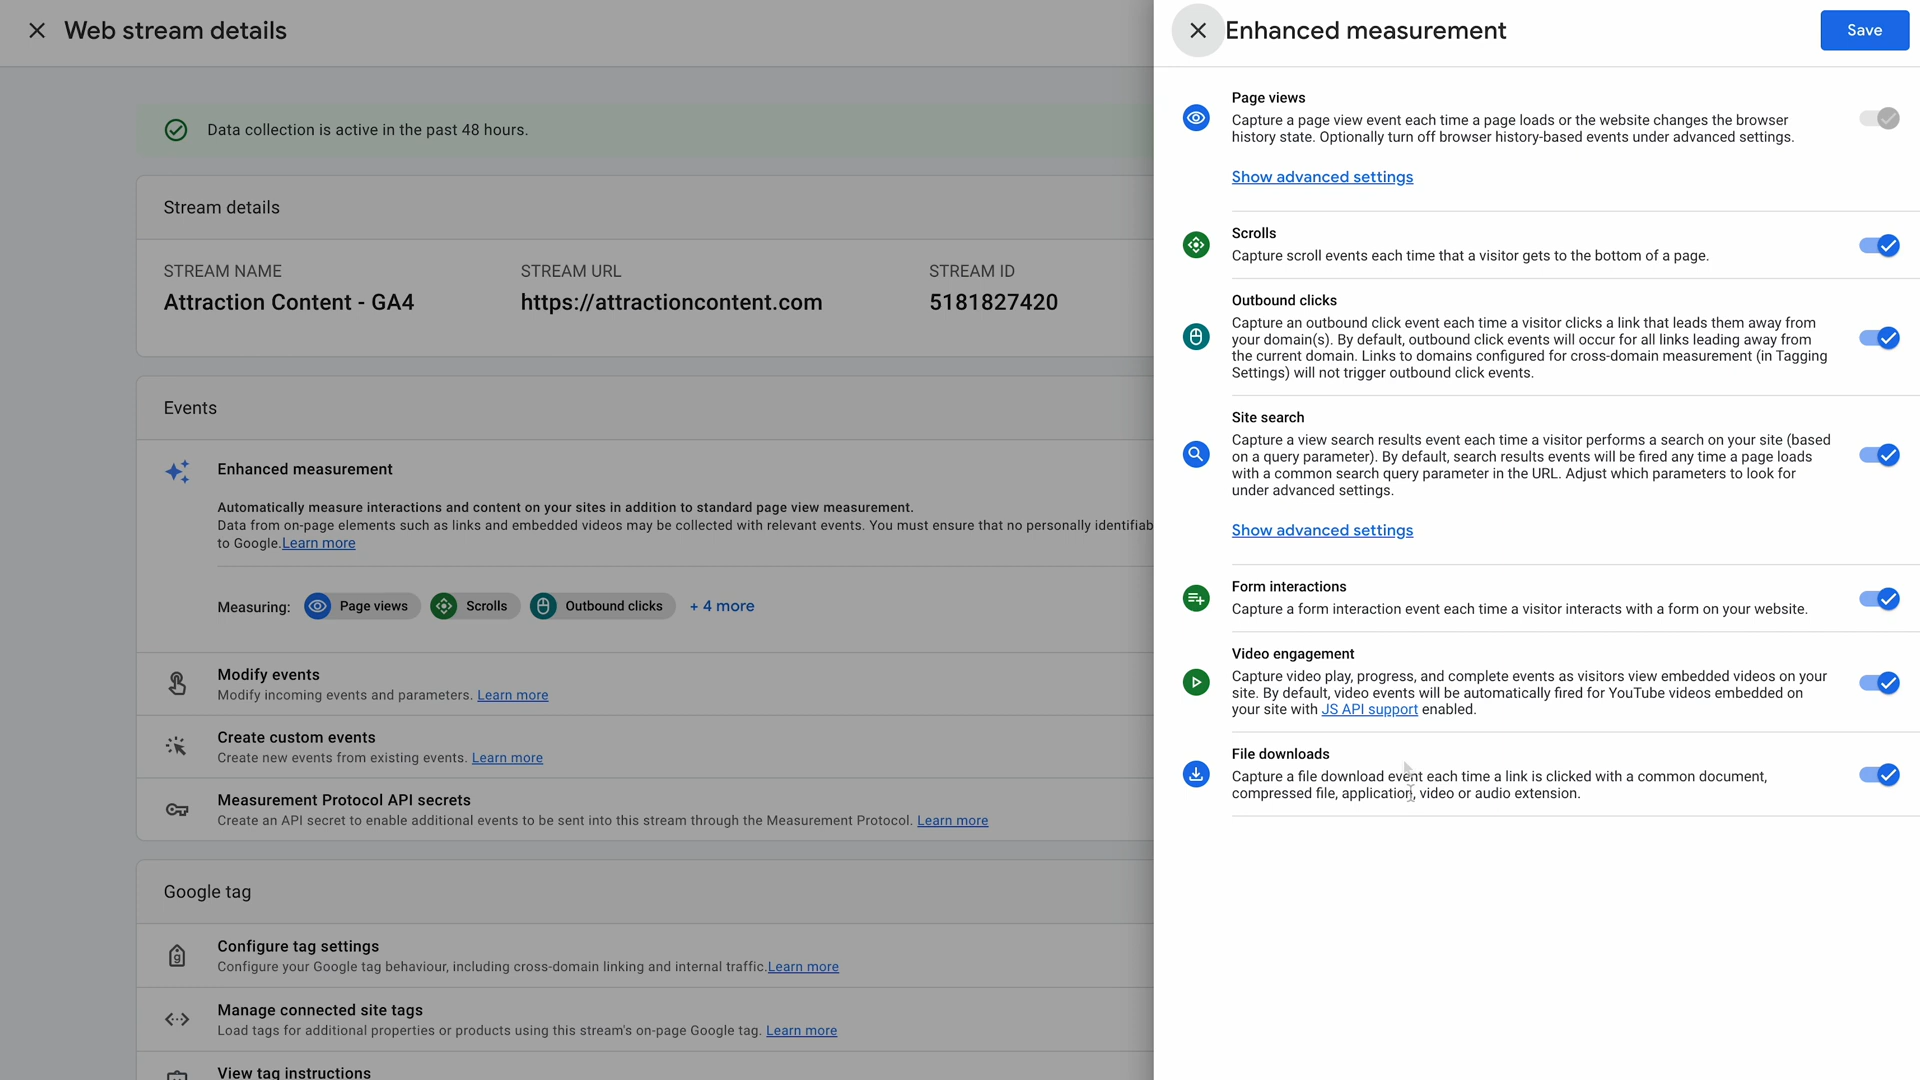 Web stream details
Data collection is active in the past 48 hours.
Stream details
STREAM NAME
Attraction Content - GA4
STREAM URL
https://attractioncontent.com
STREAM ID
5181827420
Events
Enhanced measurement
Automatically measure interactions and content on your sites in addition to standard page view measurement.
Data from on-page elements such as links and embedded videos may be collected with relevant events. You must ensure that no personally identifiab
to Google.Learn more
Measuring:
Page views
Scrolls
Outbound clicks
+ 4 more
Modify events
Modify incoming events and parameters. Learn more
Create custom events
Create new events from existing events. Learn more
Measurement Protocol API secrets
Create an API secret to enable additional events to be sent into this stream through the Measurement Protocol. Learn more
Google tag
Configure tag settings
Configure your Google tag behaviour, including cross-domain linking and internal traffic.Learn more
Manage connected site tags
Load tags for additional properties or products using this stream's on-page Google tag. Learn more
View tag instructions
Enhanced measurement
Save
Page views
Capture a page view event each time a page loads or the website changes the browser
history state. Optionally turn off browser history-based events under advanced settings.
Show advanced settings
Scrolls
Capture scroll events each time that a visitor gets to the bottom of a page.
Outbound clicks
Capture an outbound click event each time a visitor clicks a link that leads them away from
your domain(s). By default, outbound click events will occur for all links leading away from
the current domain. Links to domains configured for cross-domain measurement (in Tagging
Settings) will not trigger outbound click events.
Site search
Capture a view search results event each time a visitor performs a search on your site (based
on a query parameter). By default, search results events will be fired any time a page loads
with a common search query parameter in the URL. Adjust which parameters to look for
under advanced settings.
Show advanced settings
Form interactions
Capture a form interaction event each time a visitor interacts with a form on your website.
Video engagement
Capture video play, progress, and complete events as visitors view embedded videos on your
site. By default, video events will be automatically fired for YouTube videos embedded on
your site with JS API support enabled.
File downloads
Capture a file download event each time a link is clicked with a common document,
compressed file, application, video or audio extension.